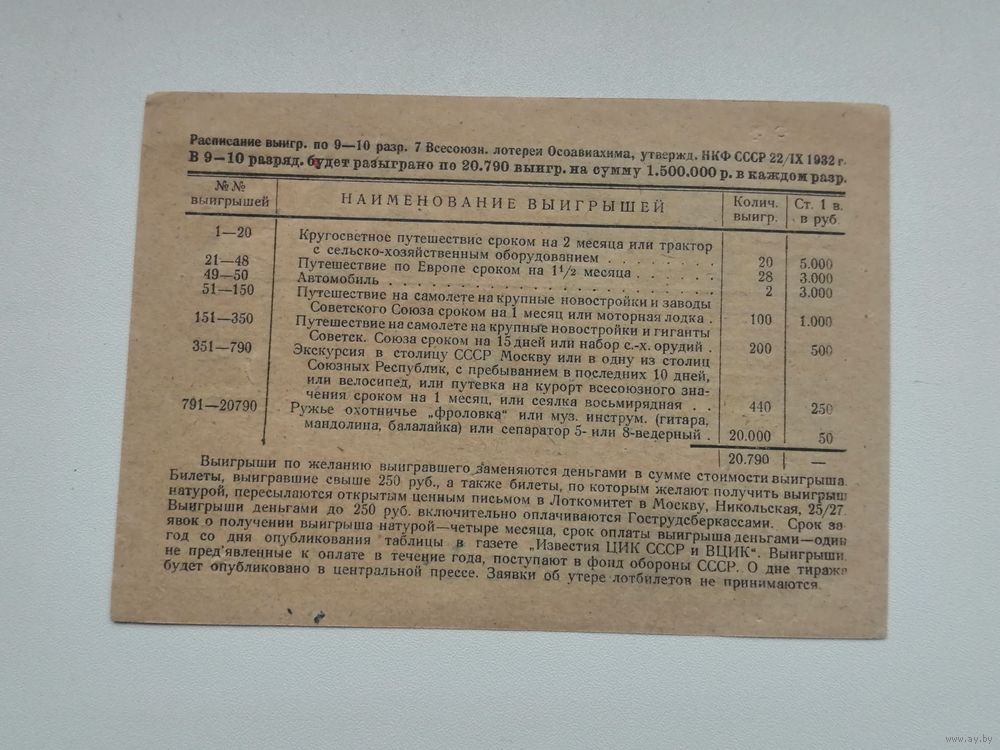 Расписание выигр. по 9—10 разр. 7 Всесоюзн. лотереи Осоавиахима, утвержд. НКФ СССР 22/IX 1932 г.
В 9—10 разряд. будет разыграно по 20.790 выигр. на сумму 1.500.000 р. в каждом разр.
№№ выигрышей НАИМЕНОВАНИЕ ВЫИГРЫШЕЙ Колич. выигр. Ст. 1 в. в руб
1—20 Кругосветное путешествие сроком на 2 месяца или трактор
с сельско-хозяйственным оборудованием . . . . . . . 20 5.000
21—48 Путешествие по Европе сроком на 1 1/2 месяца . . . . . . 28 3.000
49—50 Автомобиль . . . . . . . . . . . . . . . . . . . . . . . . 2 3.000
51—150 Путешествие на самолете на крупные новостройки и заводы
Советского Союза сроком на 1 месяц или моторная лодка . 100 1.000
151—350 Путешествие на самолете на крупные новостройки и гиганты
Советск. Союза сроком на 15 дней или набор с.-х. орудий . 200 500
351—790 Экскурсия в столицу СССР Москву или в одну из столиц
Союзных Республик, с пребыванием в последних 10 дней,
или велосипед, или путевка на курорт всесоюзного зна-
чения сроком на 1 месяц, или сеялка восьмирядная . . 440 250
791—20790 Ружье охотничье „фроловка“ или муз. инструм. (гитара,
мандолина, балалайка) или сепаратор 5- или 8-ведерный . 20.000 50
20.790 —
Выигрыши по желанию выигравшего заменяются деньгами в сумме стоимости выигрыша.
Билеты, выигравшие свыше 250 руб., а также билеты, по которым желают получить выигрыш
натурой, пересылаются открытым ценным письмом в Лоткомитет в Москву, Никольская, 25/27.
Выигрыши деньгами до 250 руб. включительно оплачиваются Гострудсберкассами. Срок за-
явок о получении выигрыша натурой—четыре месяца, срок оплаты выигрыша деньгами—один
год со дня опубликования таблицы в газете „Известия ЦИК СССР и ВЦИК“. Выигрыши,
не пред'явленные к оплате в течение года, поступают в фонд обороны СССР. О дне тиража
будет опубликовано в центральной прессе. Заявки об утере лотбилетов не принимаются.
www.ay.by